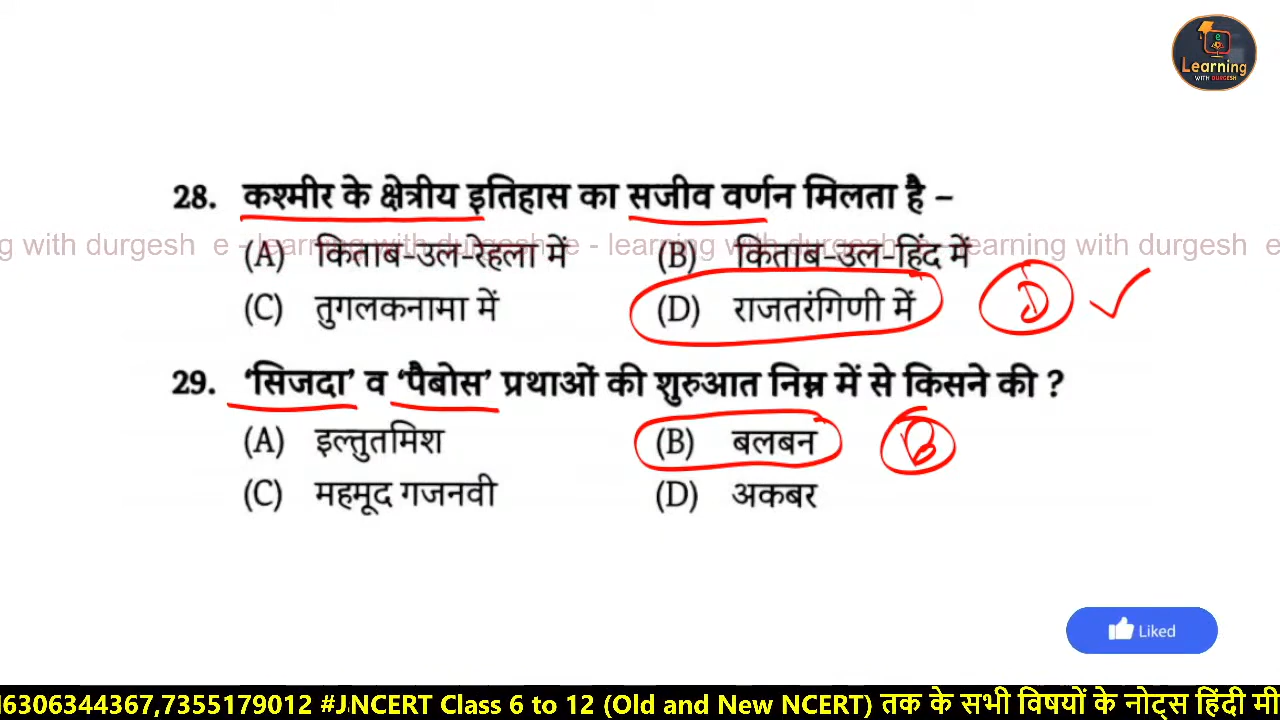 e
Learning
WITH DURGESH
28. कश्मीर के क्षेत्रीय इतिहास का सजीव वर्णन मिलता है –
ng with durgesh e - learning with durgesh e - learning with durgesh e - learning with durgesh e
(A) किताब-उल-रेहला में (B) किताब-उल-हिंद में
(C) तुगलकनामा में (D) राजतरंगिणी में D
29. ‘सिजदा’ व ‘पैबोस’ प्रथाओं की शुरुआत निम्न में से किसने की ?
(A) इल्तुतमिश (B) बलबन B
(C) महमूद गजनवी (D) अकबर
Liked
6306344367,7355179012 #JNCERT Class 6 to 12 (Old and New NCERT) तक के सभी विषयों के नोट्स हिंदी मी